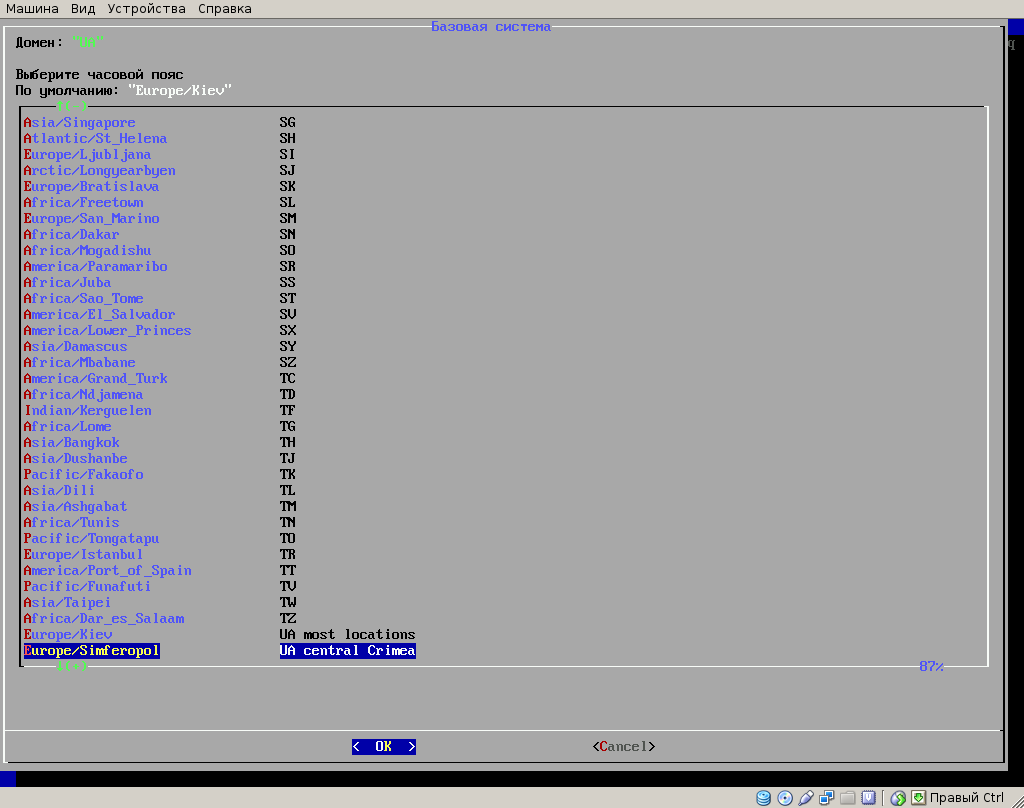 Машина Вид Устройства Справка
Базовая система
Домен: "UA"
Выберите часовой пояс
По умолчанию: "Europe/Kiev"
↑(-)
Asia/Singapore SG
Atlantic/St_Helena SH
Europe/Ljubljana SI
Arctic/Longyearbyen SJ
Europe/Bratislava SK
Africa/Freetown SL
Europe/San_Marino SM
Africa/Dakar SN
Africa/Mogadishu SO
America/Paramaribo SR
Africa/Juba SS
Africa/Sao_Tome ST
America/El_Salvador SV
America/Lower_Princes SX
Asia/Damascus SY
Africa/Mbabane SZ
America/Grand_Turk TC
Africa/Ndjamena TD
Indian/Kerguelen TF
Africa/Lome TG
Asia/Bangkok TH
Asia/Dushanbe TJ
Pacific/Fakaofo TK
Asia/Dili TL
Asia/Ashgabat TM
Africa/Tunis TN
Pacific/Tongatapu TO
Europe/Istanbul TR
America/Port_of_Spain TT
Pacific/Funafuti TV
Asia/Taipei TW
Africa/Dar_es_Salaam TZ
Europe/Kiev UA most locations
Europe/Simferopol UA central Crimea
↓(+) 87%
< OK > <Cancel>
Правый Ctrl